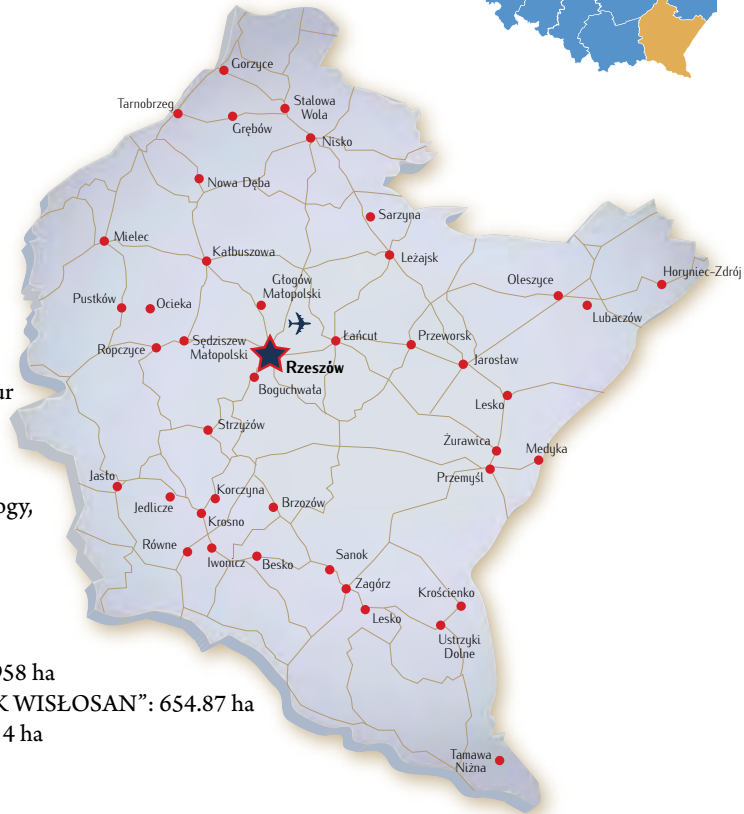 Gorzyce
Tarnobrzeg
Stalowa
Wola
Grębów
Nisko
Nowa Dęba
Sarzyna
Mielec
Kałbuszowa
Leżajsk
Horyniec-Zdrój
Oleszyce
Głogów
Małopolski
Pustków
Ocieka
Lubaczów
Sędziszew
Małopolski
Łańcut
Przeworsk
Ropczyce
Jarosław
Rzeszów
Boguchwała
ur
Lesko
Strzyżów
Żurawica
Medyka
Przemyśl
Jasło
Korczyna
Jedlicze
Brzozów
ogy,
Krosno
Równe
Iwonicz
Besko
Sanok
Zagórz
Krościenko
Lesko
Ustrzyki
Dolne
958 ha
K WISŁOSAN”: 654.87 ha
4 ha
Tamawa
Niżna